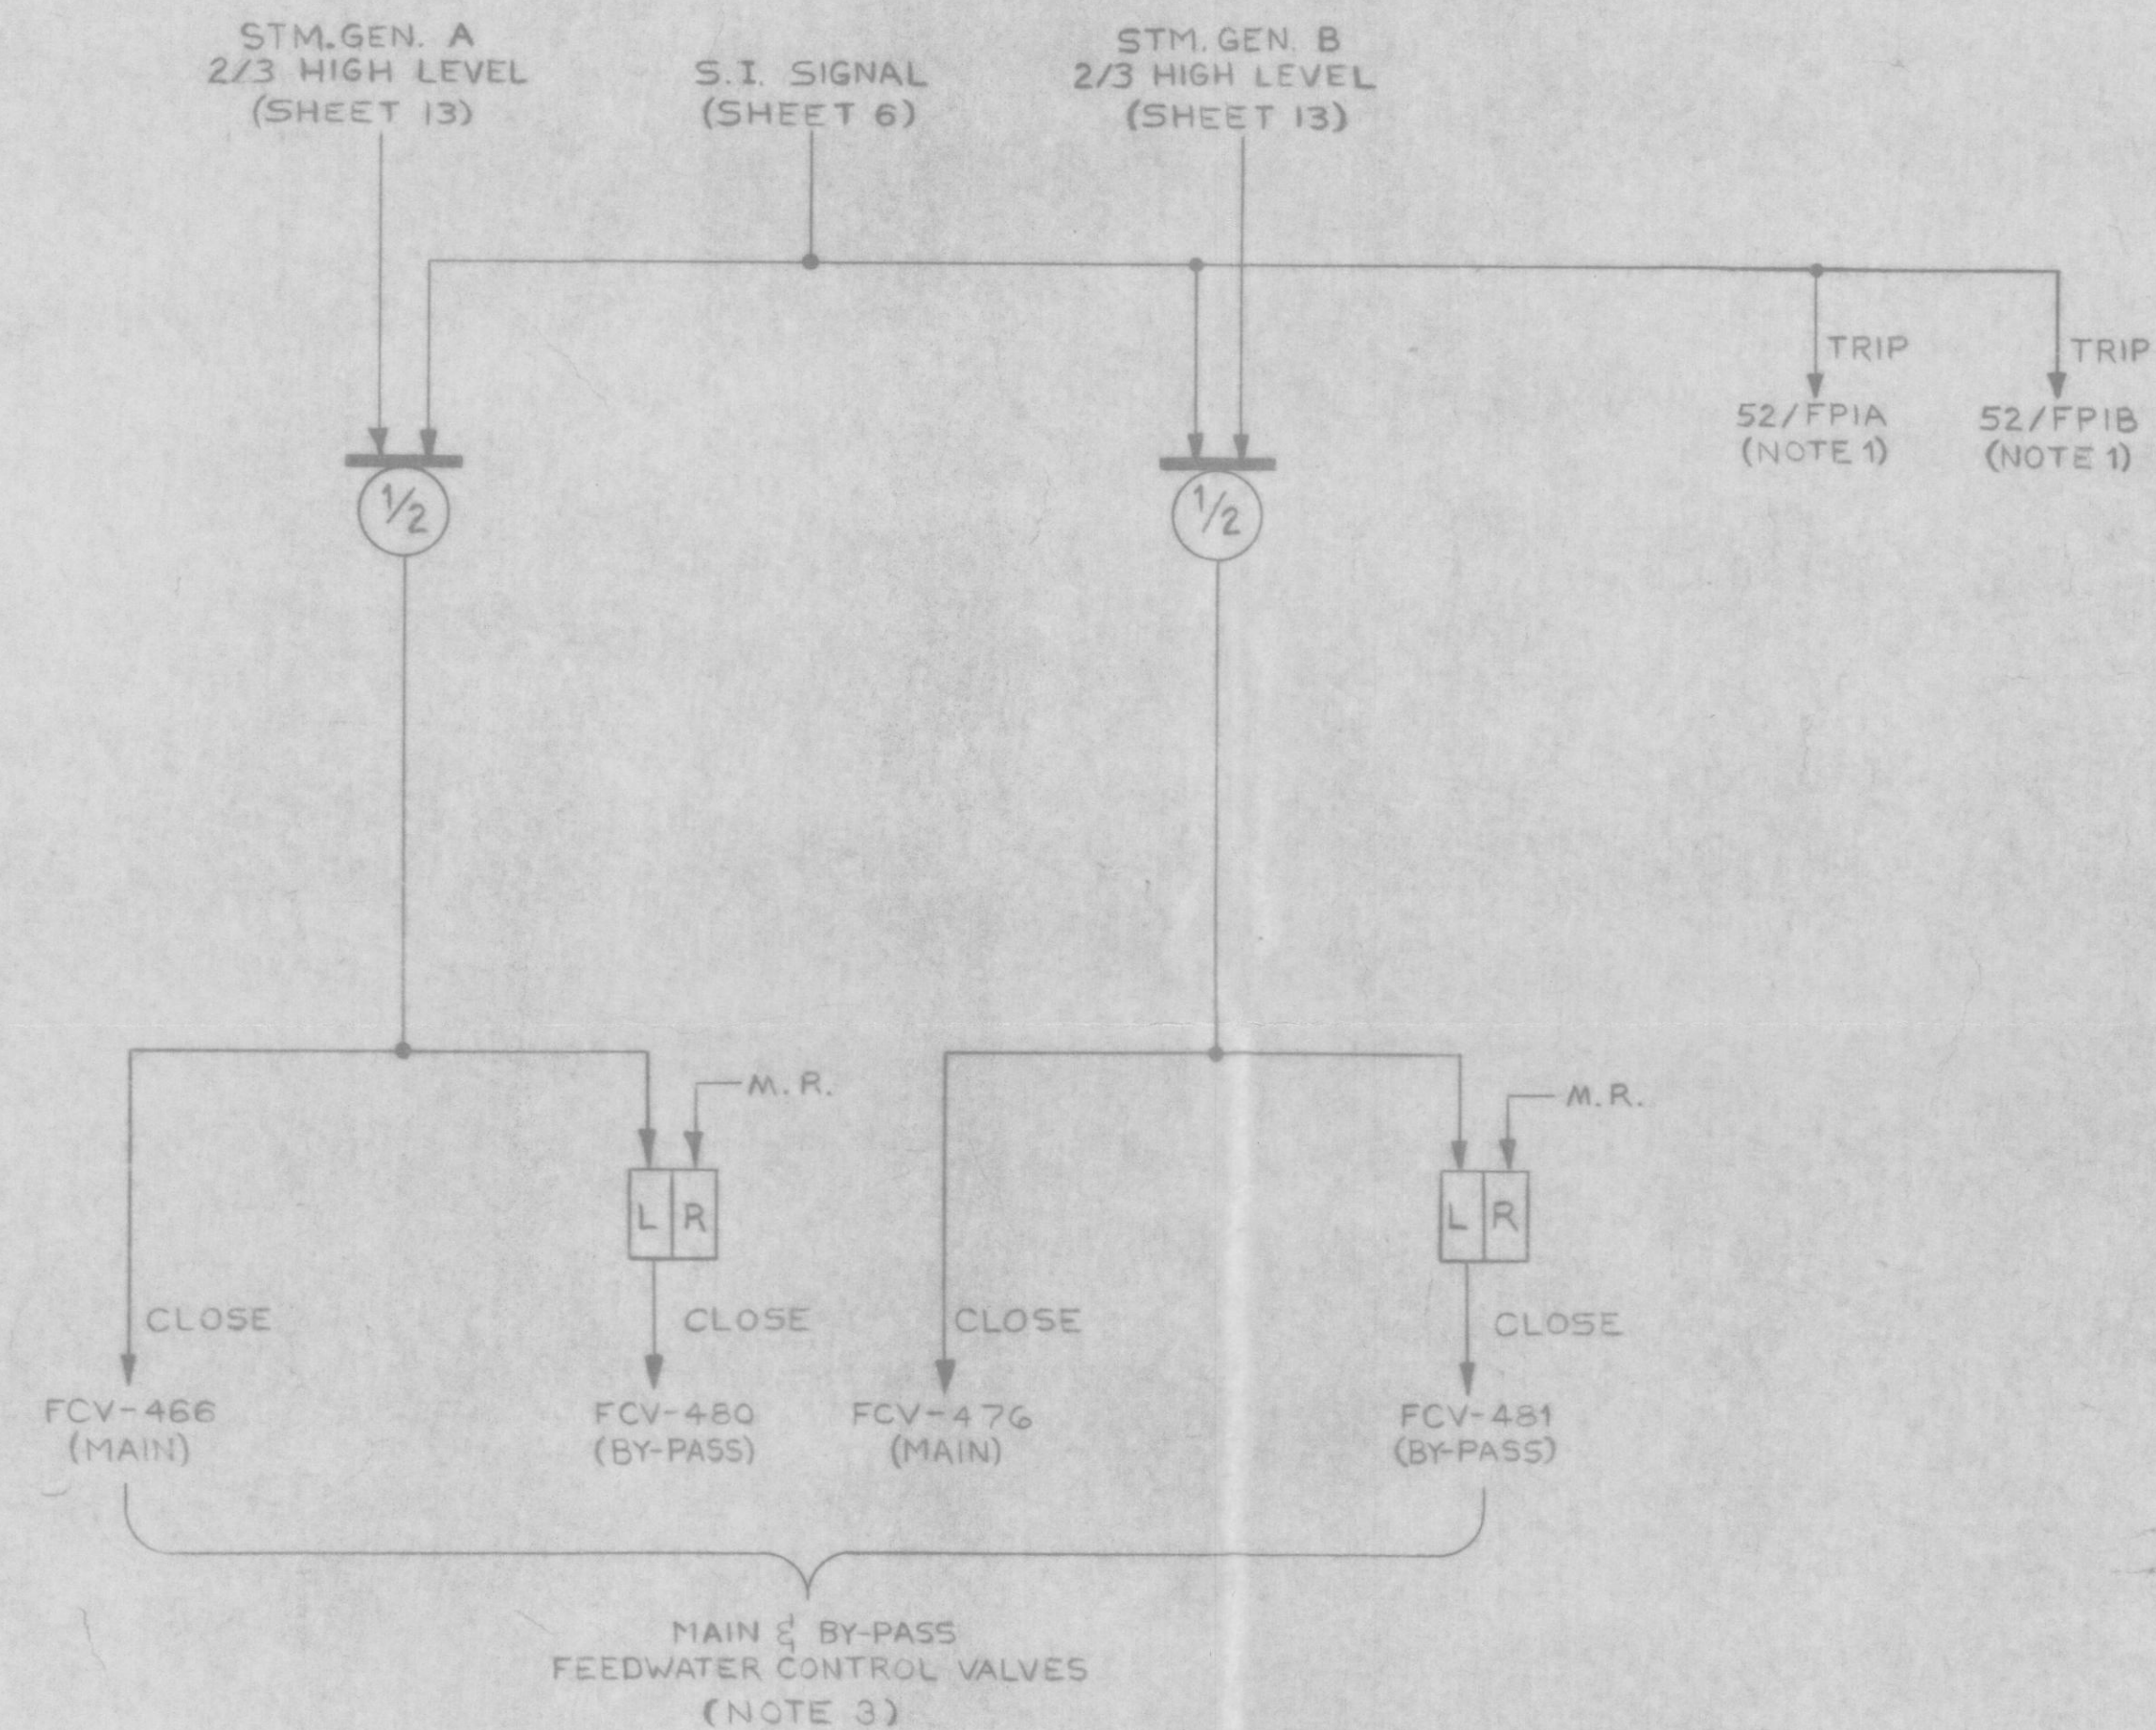 STM.GEN. A
2/3 HIGH LEVEL
(SHEET 13)
S.I. SIGNAL
(SHEET 6)
STM. GEN. B
2/3 HIGH LEVEL
(SHEET 13)
TRIP
52/FP1A
(NOTE 1)
TRIP
52/FP1B
(NOTE 1)
1/2
1/2
M.R.
M.R.
L R
L R
CLOSE
CLOSE
CLOSE
CLOSE
FCV-466
(MAIN)
FCV-480
(BY-PASS)
FCV-476
(MAIN)
FCV-481
(BY-PASS)
MAIN & BY-PASS
FEEDWATER CONTROL VALVES
(NOTE 3)